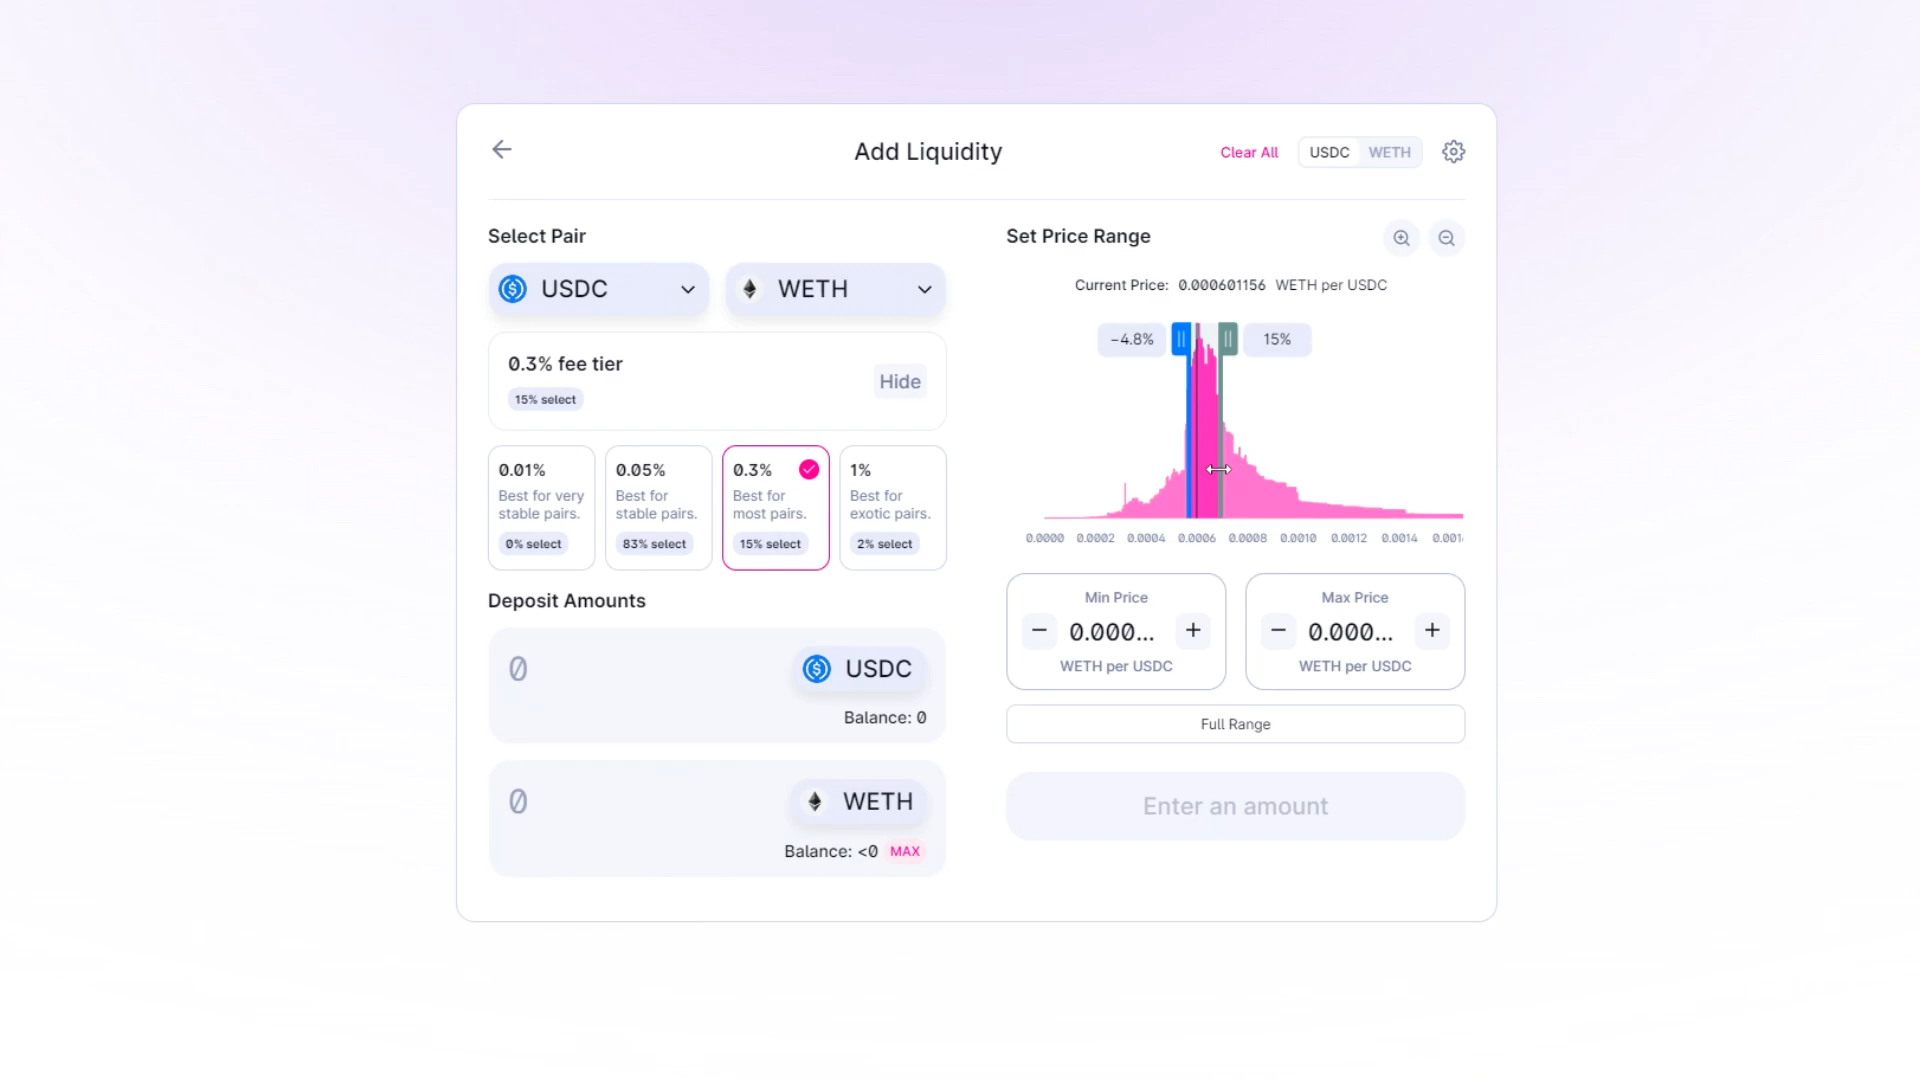 Add Liquidity
Clear All
USDC WETH
Select Pair
USDC
WETH
0.3% fee tier
15% select
Hide
0.01%
Best for very
stable pairs.
0% select
0.05%
Best for
stable pairs.
83% select
0.3%
Best for
most pairs.
15% select
1%
Best for
exotic pairs.
2% select
Deposit Amounts
0
USDC
Balance: 0
0
WETH
Balance: <0 MAX
Set Price Range
Current Price: 0.000601156 WETH per USDC
-4.8%
15%
0.0000 0.0002 0.0004 0.0006 0.0008 0.0010 0.0012 0.0014 0.001
Min Price
− 0.000... +
WETH per USDC
Max Price
− 0.000... +
WETH per USDC
Full Range
Enter an amount